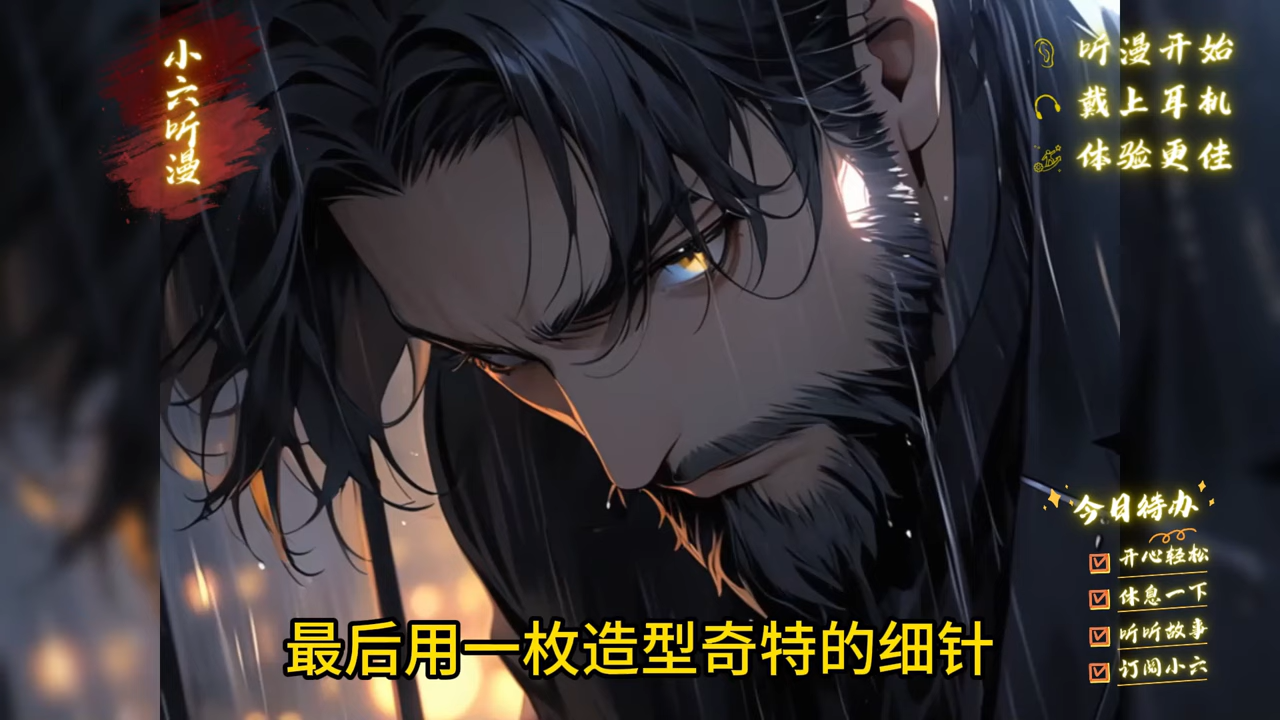 小六听漫
听漫开始
戴上耳机
体验更佳
今日待办
开心轻松
休息一下
听听故事
订阅小六
最后用一枚造型奇特的细针